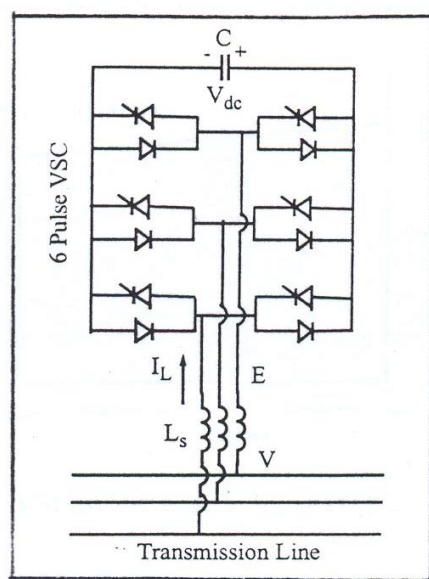 - C +
V_dc
6 Pulse VSC
I_L
E
L_s
V
Transmission Line